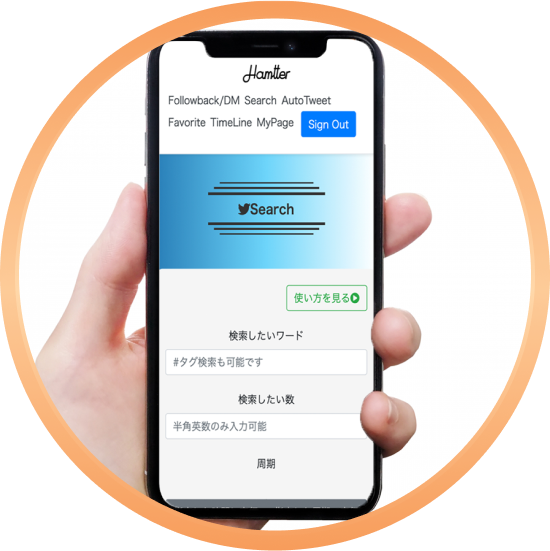 Hamtter
Followback/DM Search AutoTweet
Favorite TimeLine MyPage Sign Out
Search
使い方を見る
検索したいワード
#タグ検索も可能です
検索したい数
半角英数のみ入力可能
周期